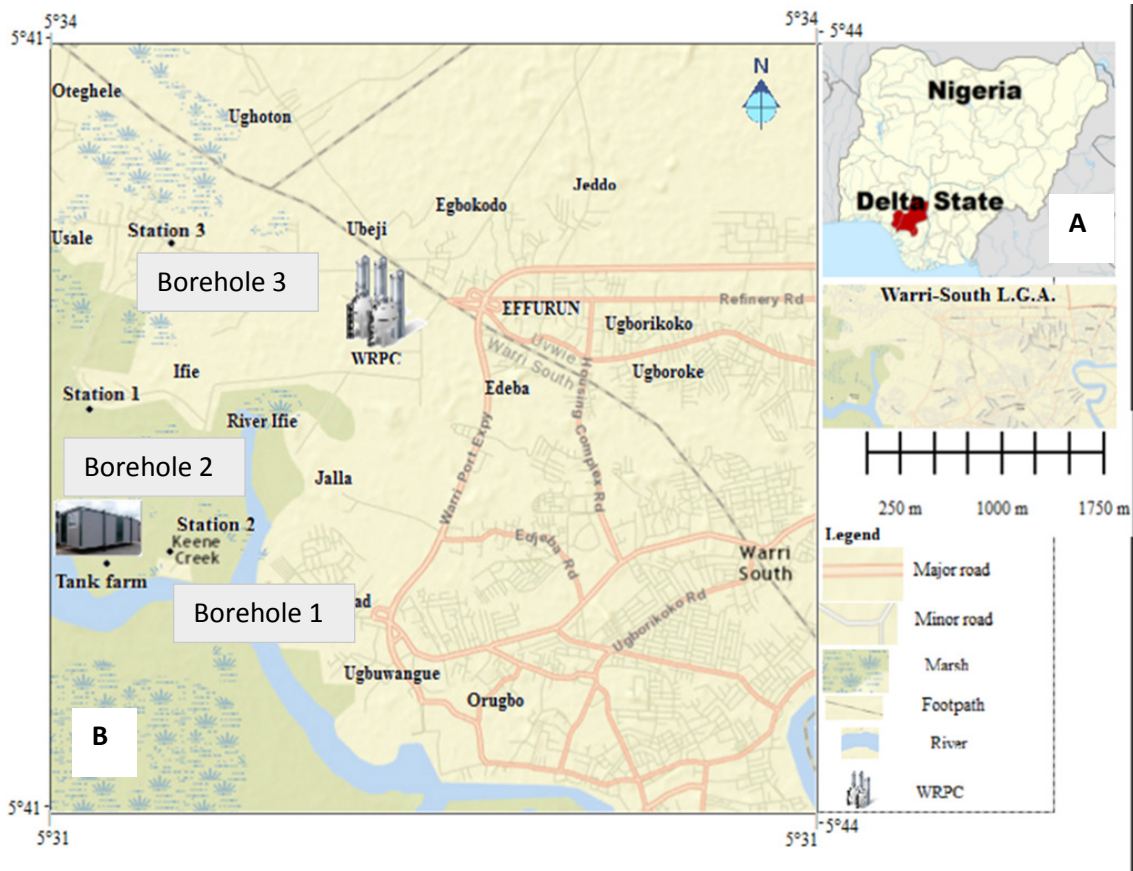 5°34
5°41
5°34
5°44
Oteghele
Ughoton
N
Nigeria
Delta State
A
Jeddo
Egbokodo
Usale
Station 3
Ubeji
Borehole 3
WRPC
EFFURUN
Refinery Rd
Ugborikoko
Uvwie
Warri South
Ugboroke
Warri-South L.G.A.
Ifie
Edeba
Station 1
River Ifie
Housing Complex Rd
Warri Port Expy
Borehole 2
Jalla
250 m
1000 m
1750 m
Station 2
Keene
Creek
Edjeba Rd
Warri
South
Tank farm
Borehole 1
ad
Ugborikoko Rd
Ugbuwangue
Orugbo
B
Legend
Major road
Minor road
Marsh
Footpath
River
WRPC
5°41
5°31
5°31
5°44